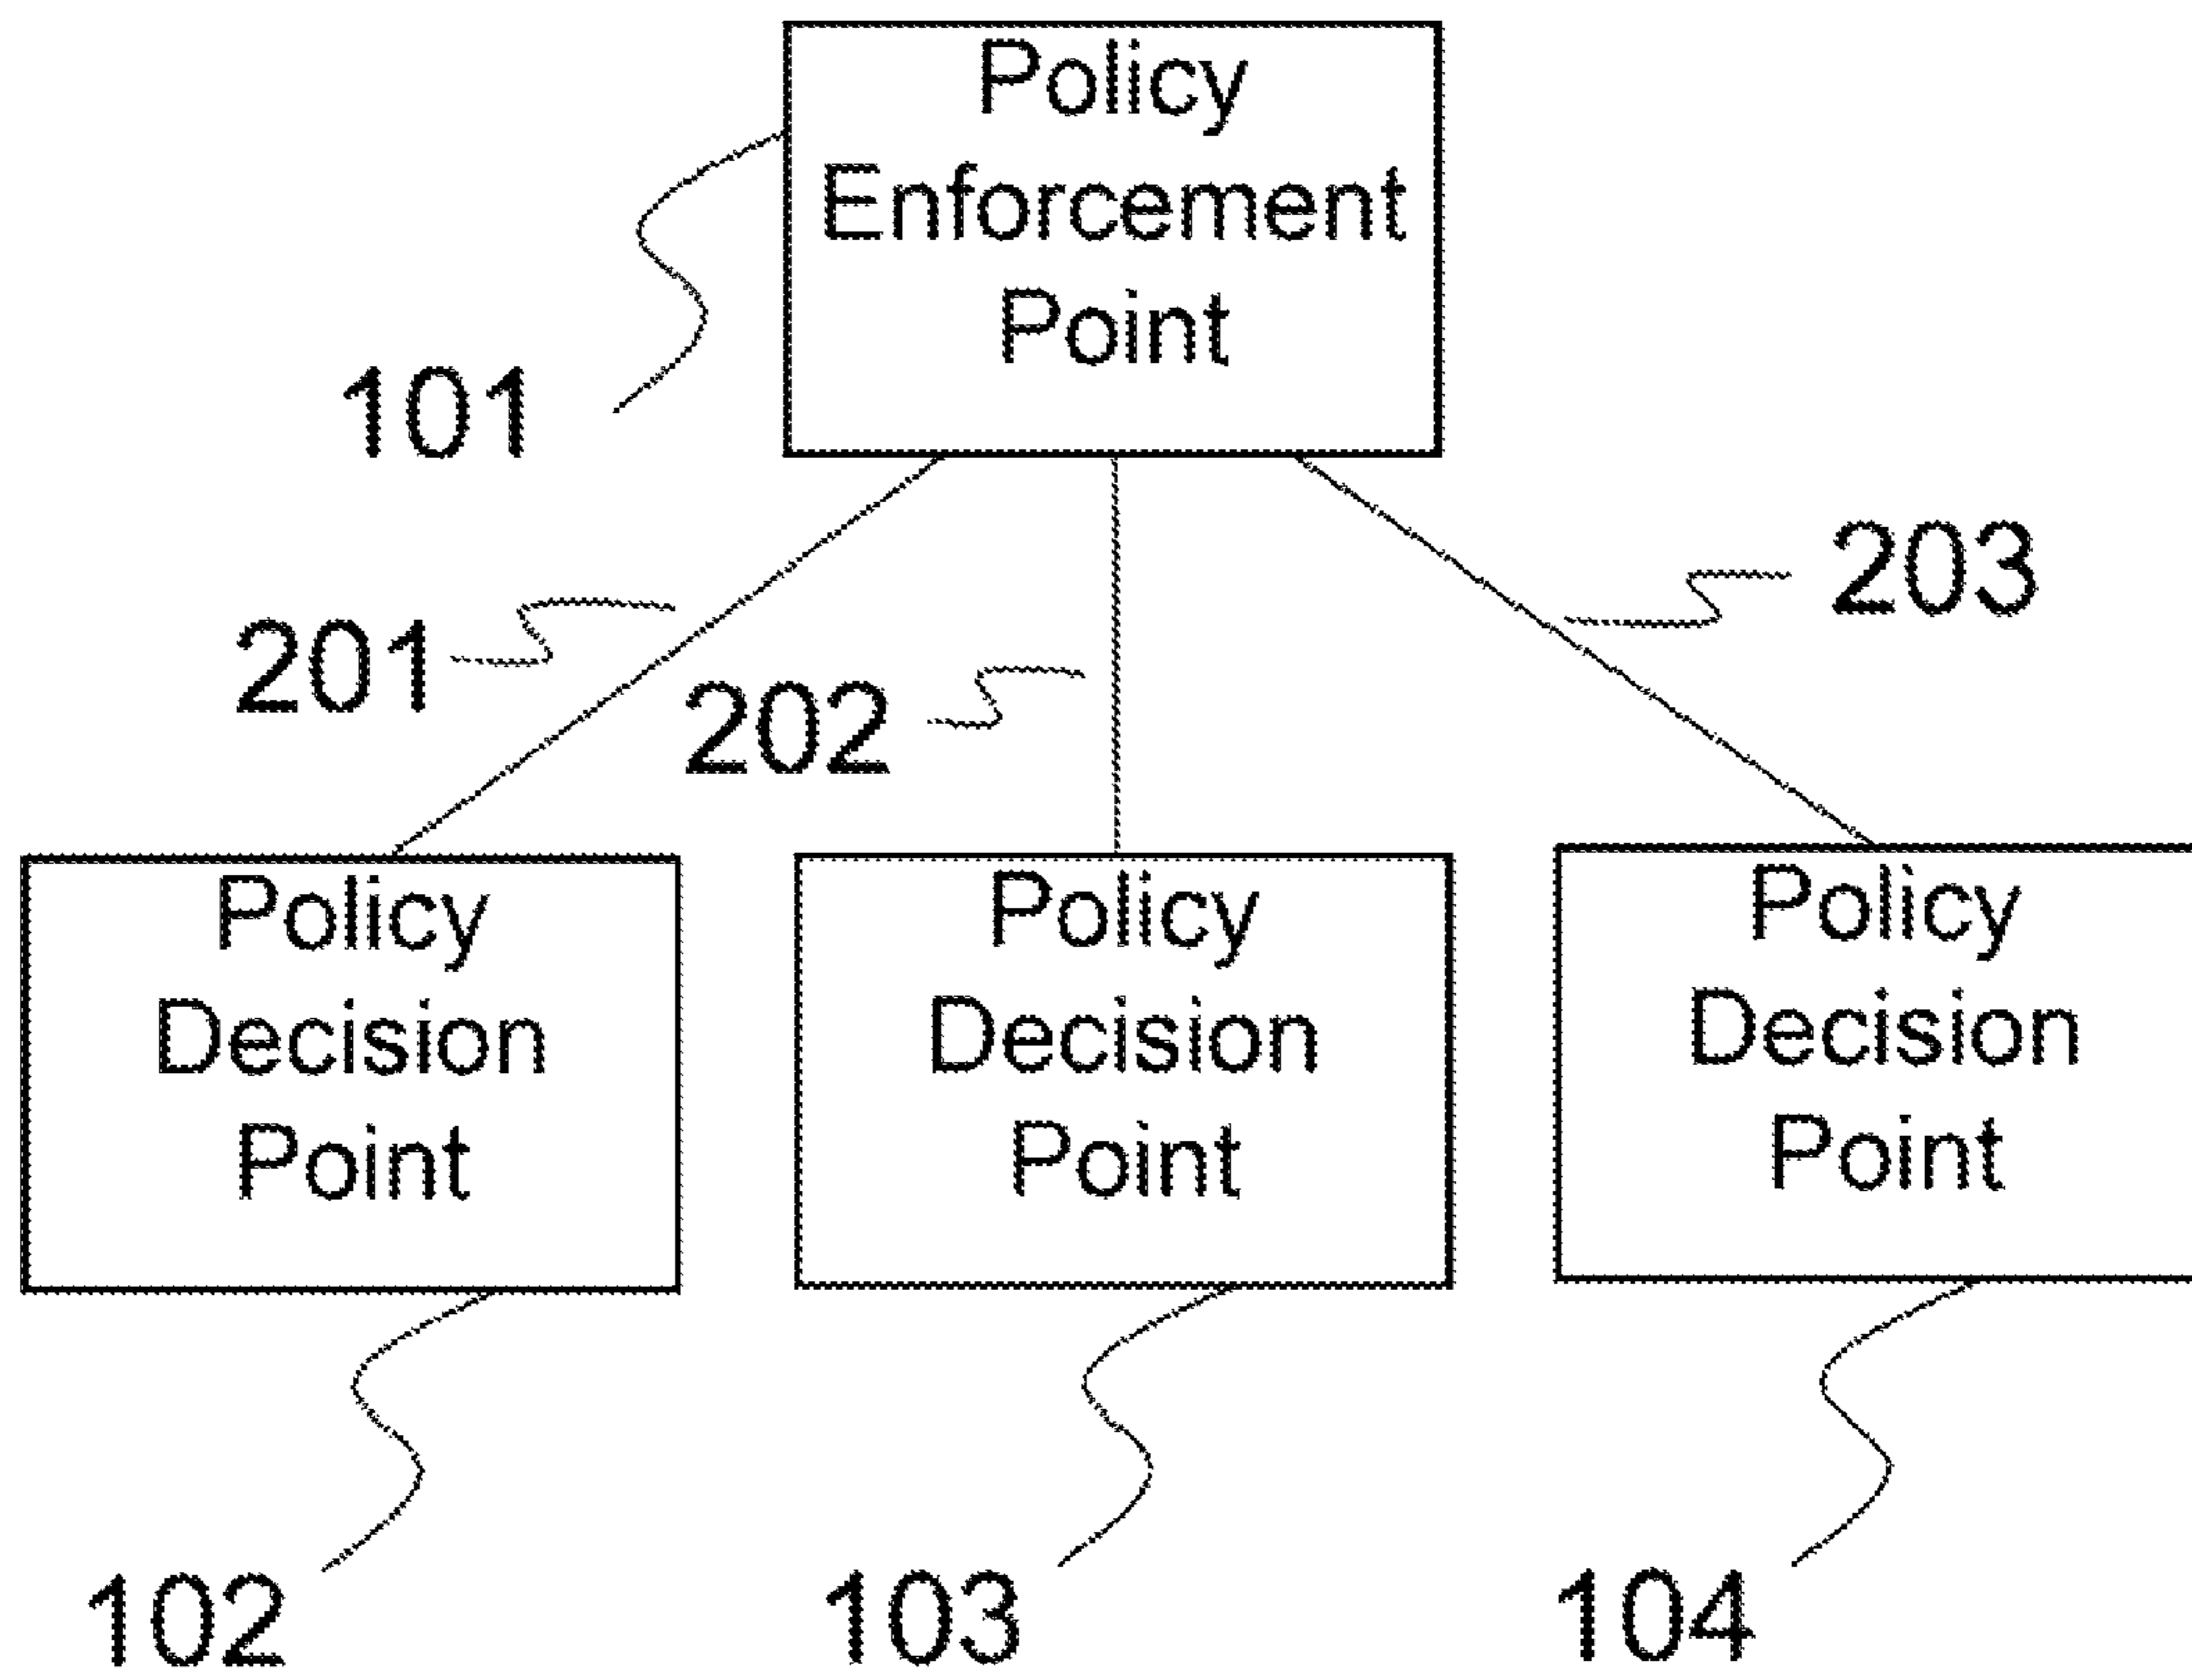 Policy
Enforcement
Point
101
201
202
203
Policy
Decision
Point
Policy
Decision
Point
Policy
Decision
Point
102
103
104